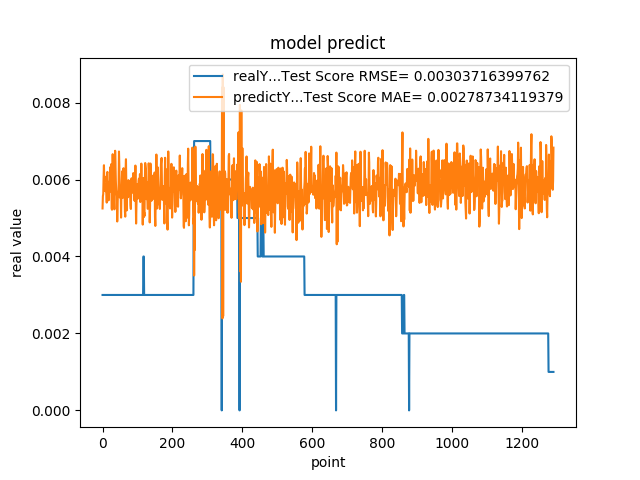 model predict
realY...Test Score RMSE= 0.00303716399762
predictY...Test Score MAE= 0.00278734119379
0.008
0.006
0.004
0.002
0.000
real value
0 200 400 600 800 1000 1200
point